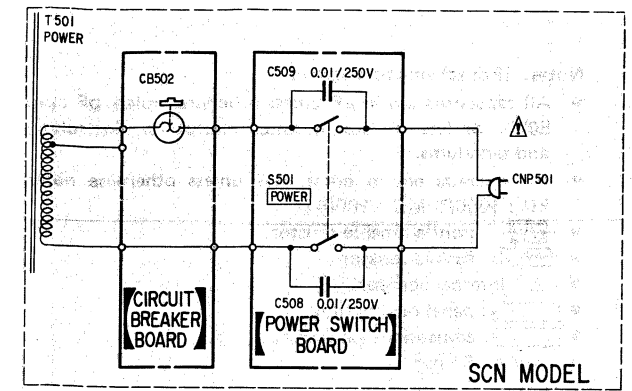 T501
POWER
CB502
C509 0.01/250V
S501
POWER
CNP501
C508 0.01/250V
CIRCUIT
BREAKER
BOARD
POWER SWITCH
BOARD
SCN MODEL